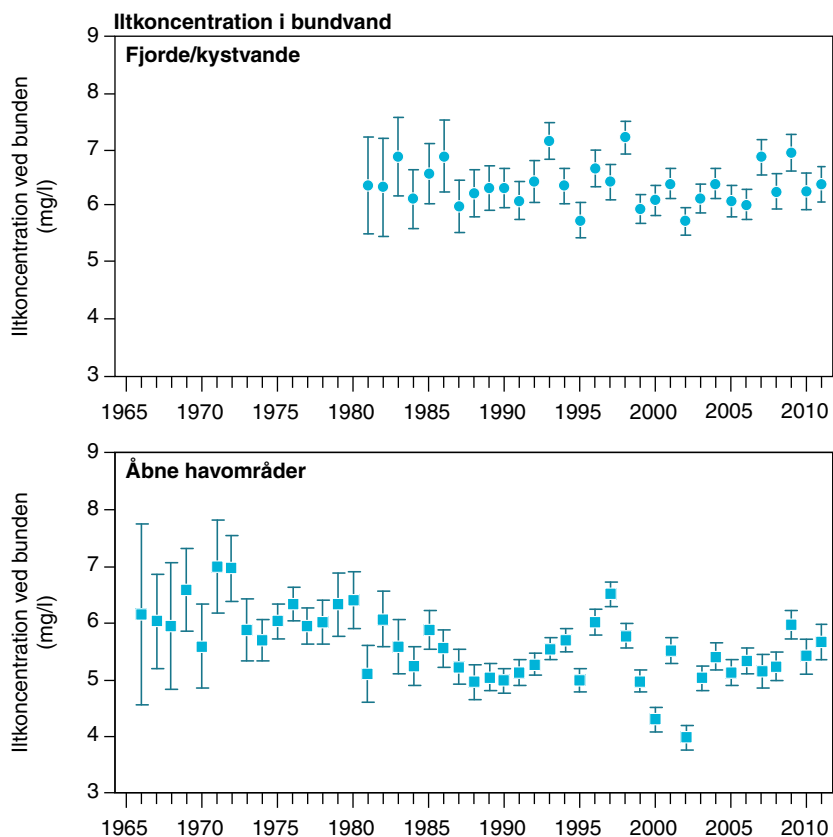 Iltkoncentration i bundvand
Fjorde/kystvande
Iltkoncentration ved bunden
(mg/l)
9
8
7
6
5
4
3
1965 1970 1975 1980 1985 1990 1995 2000 2005 2010
Åbne havområder
Iltkoncentration ved bunden
(mg/l)
9
8
7
6
5
4
3
1965 1970 1975 1980 1985 1990 1995 2000 2005 2010